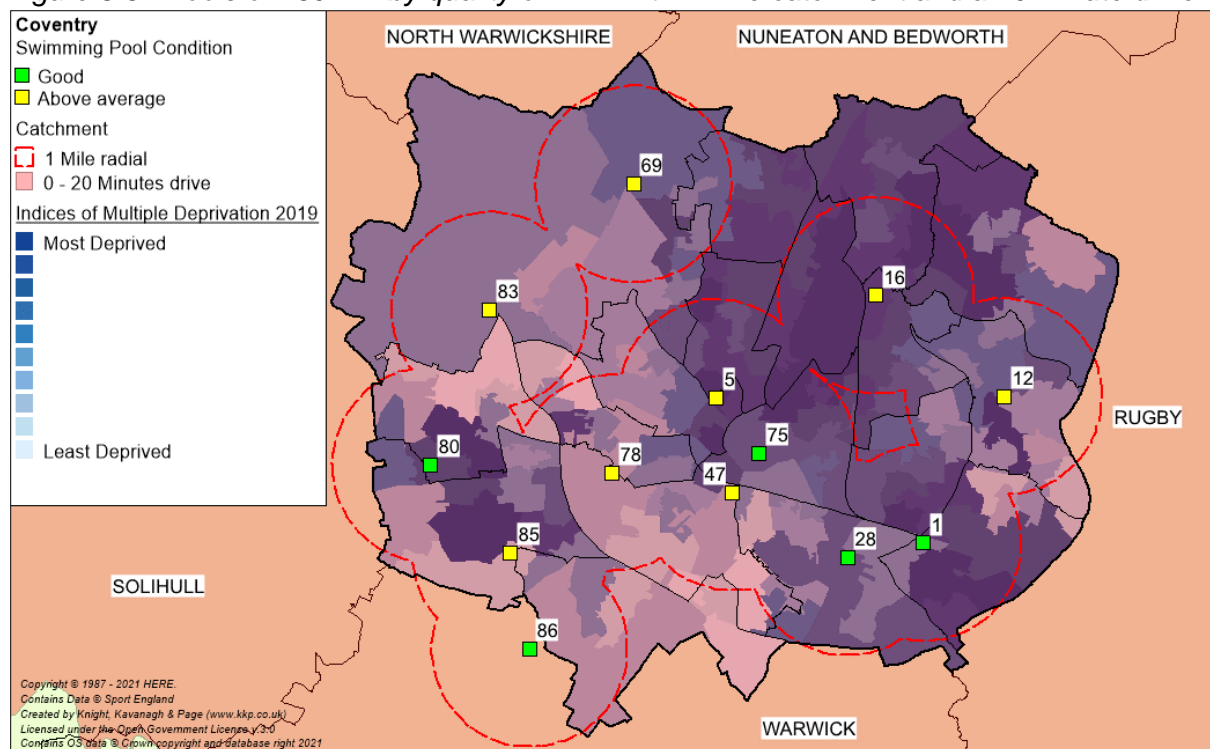 Coventry
Swimming Pool Condition
Good
Above average
Catchment
1 Mile radial
0 - 20 Minutes drive
Indices of Multiple Deprivation 2019
Most Deprived
Least Deprived
NORTH WARWICKSHIRE
NUNEATON AND BEDWORTH
69
83
16
5
12
RUGBY
80
78
75
47
85
28
1
SOLIHULL
86
WARWICK
Copyright © 1987 - 2021 HERE.
Contains Data © Sport England
Created by Knight, Kavanagh & Page (www.kkp.co.uk)
Licensed under the Open Government License v.3.0
Contains OS data © Crown copyright and database right 2021